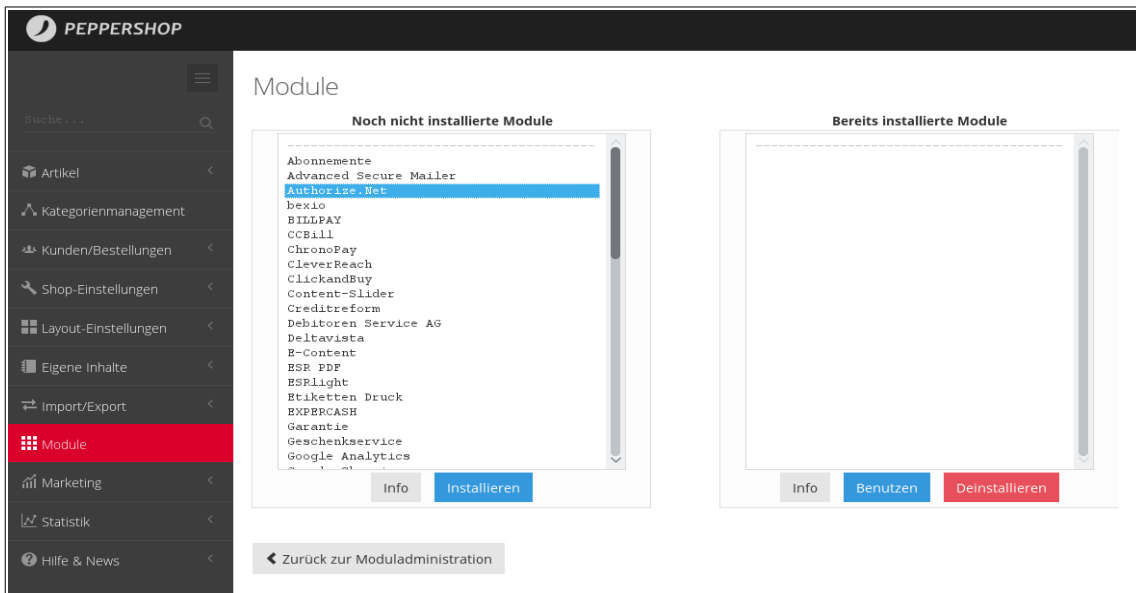 PEPPERSHOP
Suche...
Artikel
Kategorienmanagement
Kunden/Bestellungen
Shop-Einstellungen
Layout-Einstellungen
Eigene Inhalte
Import/Export
Module
Marketing
Statistik
Hilfe & News
Module
Noch nicht installierte Module
Abonnemente
Advanced Secure Mailer
Authorize.Net
bexio
BILLPAY
CCBill
ChronoPay
CleverReach
ClickandBuy
Content-Slider
Creditreform
Debitoren Service AG
Deltavista
E-Content
ESR PDF
ESRlight
Etiketten Druck
EXPERCASH
Garantie
Geschenkservice
Google Analytics
Info Installieren
Bereits installierte Module
Info Benutzen Deinstallieren
Zurück zur Moduladministration